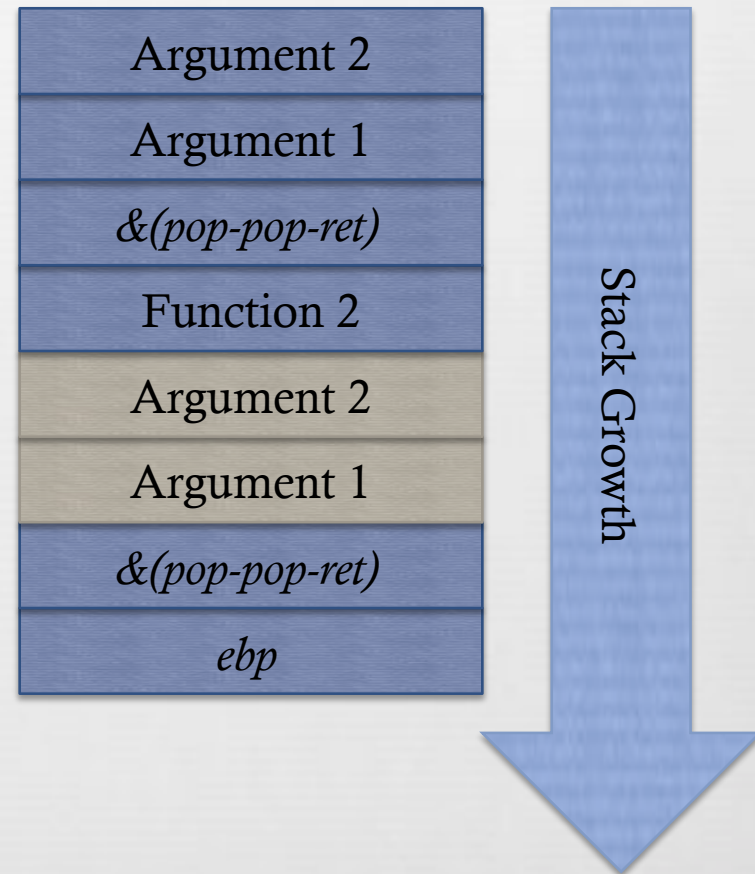 Argument 2
Argument 1
&(pop-pop-ret)
Function 2
Argument 2
Argument 1
&(pop-pop-ret)
ebp
Stack Growth